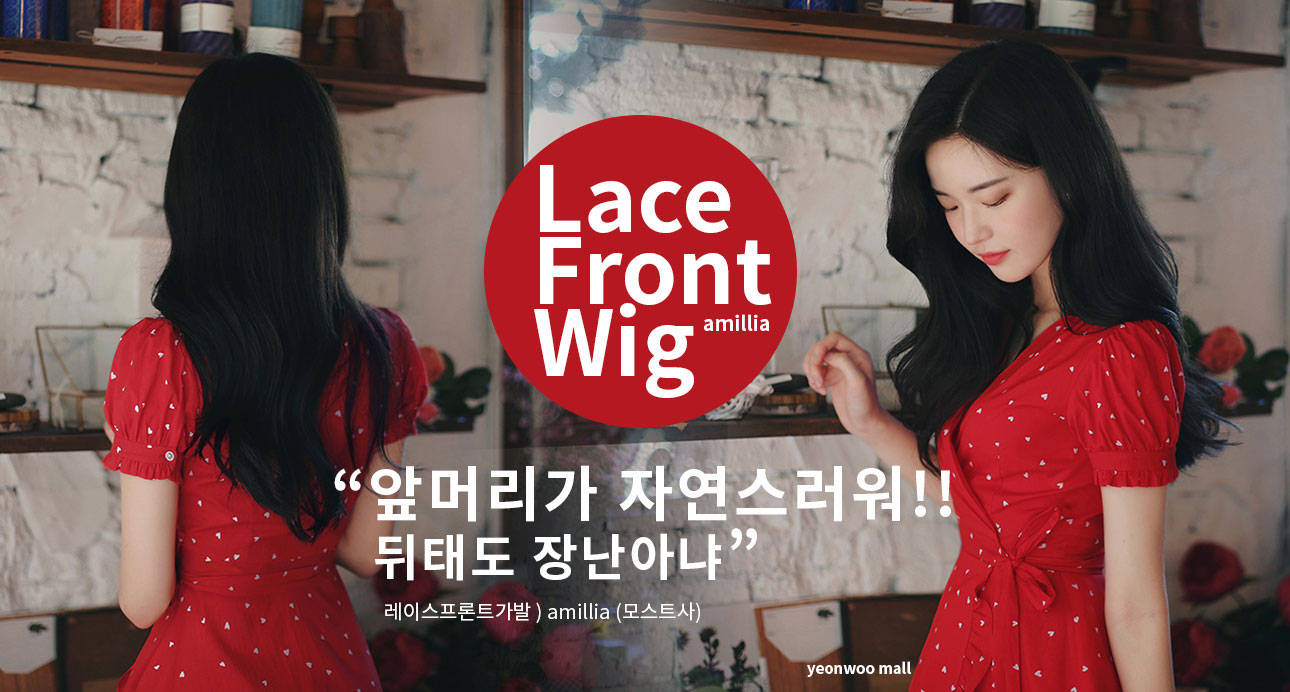 Lace
Front
Wig
amillia
“앞머리가 자연스러워!!
뒤태도 장난아냐”
레이스프론트가발 ) amillia (모스트사)
yeonwoo mall